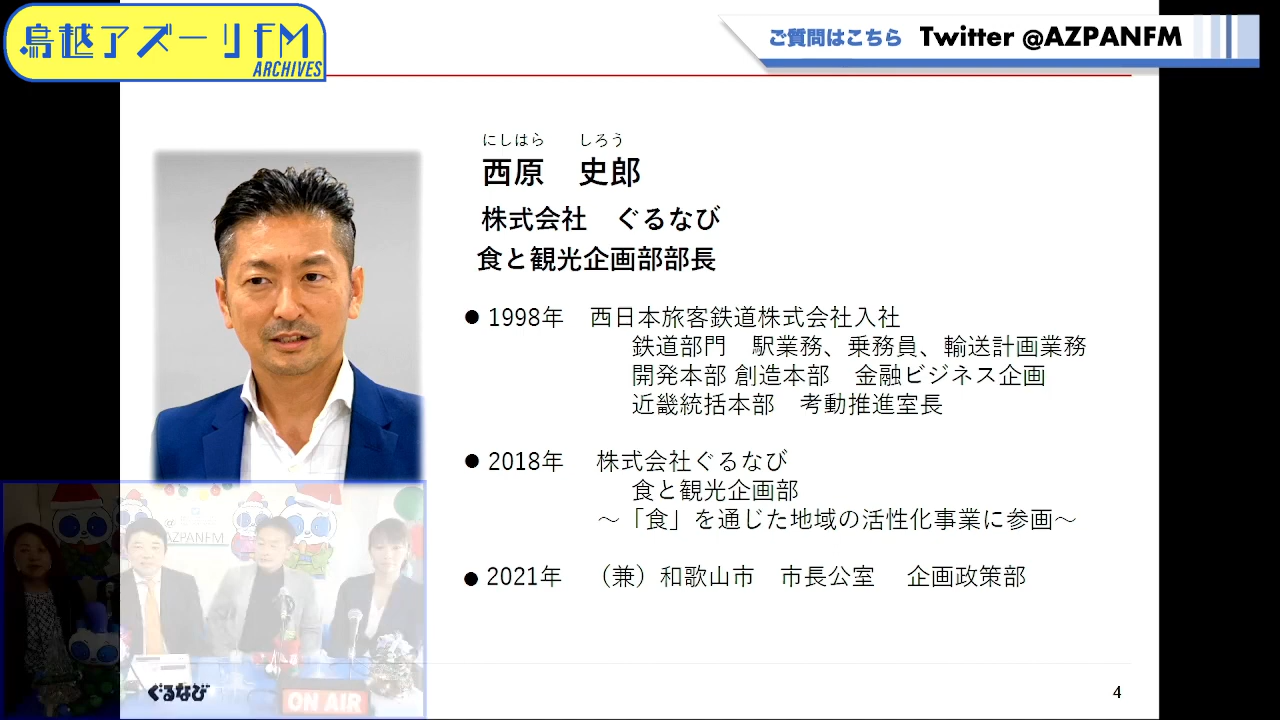 鳥越アズーリFM
ARCHIVES
ご質問はこちら Twitter @AZPANFM
にしはら しろう
西原 史郎
株式会社 ぐるなび
食と観光企画部部長
● 1998年 西日本旅客鉄道株式会社入社
鉄道部門 駅業務、乗務員、輸送計画業務
開発本部 創造本部 金融ビジネス企画
近畿統括本部 考動推進室長
● 2018年 株式会社ぐるなび
食と観光企画部
～「食」を通じた地域の活性化事業に参画～
● 2021年 （兼）和歌山市 市長公室 企画政策部
@
AZPANFM
ON AIR
ぐるなび
4